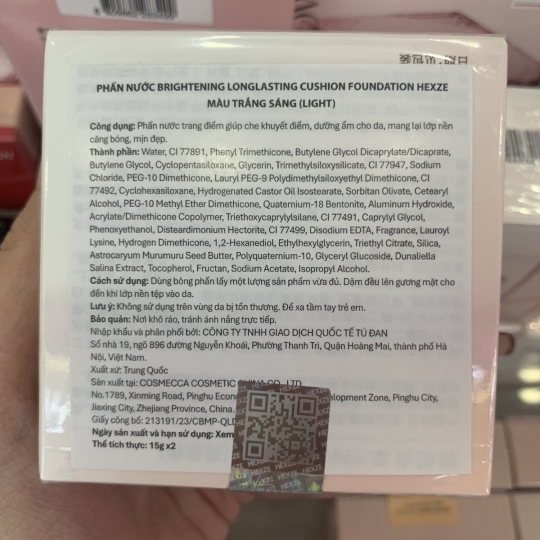 PHẤN NƯỚC BRIGHTENING LONGLASTING CUSHION FOUNDATION HEXZE
MÀU TRẮNG SÁNG (LIGHT)
Công dụng: Phấn nước trang điểm giúp che khuyết điểm, dưỡng ẩm cho da, mang lại lớp nền
căng bóng, mịn đẹp.
Thành phần: Water, CI 77891, Phenyl Trimethicone, Butylene Glycol Dicaprylate/Dicaprate,
Butylene Glycol, Cyclopentasiloxane, Glycerin, Trimethylsiloxysilicate, CI 77947, Sodium
Chloride, PEG-10 Dimethicone, Lauryl PEG-9 Polydimethylsiloxyethyl Dimethicone, CI
77492, Cyclohexasiloxane, Hydrogenated Castor Oil Isostearate, Sorbitan Olivate, Cetearyl
Alcohol, PEG-10 Methyl Ether Dimethicone, Quaternium-18 Bentonite, Aluminum Hydroxide,
Acrylate/Dimethicone Copolymer, Triethoxycaprylylsilane, CI 77491, Caprylyl Glycol,
Phenoxyethanol, Disteardimonium Hectorite, CI 77499, Disodium EDTA, Fragrance, Lauroyl
Lysine, Hydrogen Dimethicone, 1,2-Hexanediol, Ethylhexylglycerin, Triethyl Citrate, Silica,
Astrocaryum Murumuru Seed Butter, Polyquaternium-10, Glyceryl Glucoside, Dunaliella
Salina Extract, Tocopherol, Fructan, Sodium Acetate, Isopropyl Alcohol.
Cách sử dụng: Dùng bông phấn lấy một lượng sản phẩm vừa đủ. Dặm đều lên gương mặt cho
đến khi lớp nền tệp vào da.
Lưu ý: Không sử dụng trên vùng da bị tổn thương. Để xa tầm tay trẻ em.
Bảo quản: Nơi khô ráo, tránh ánh nắng trực tiếp.
Nhập khẩu và phân phối bởi: CÔNG TY TNHH GIAO DỊCH QUỐC TẾ TÚ ĐAN
Số nhà 19, ngõ 896 đường Nguyễn Khoái, Phường Thanh Trì, Quận Hoàng Mai, thành phố Hà
Nội, Việt Nam.
Xuất xứ: Trung Quốc
Sản xuất tại: COSMECCA COSMETIC CHINA CO., LTD
No.1789, Xinming Road, Pinghu Econ elopment Zone, Pinghu City,
Jiaxing City, Zhejiang Province, China.
Giấy công bố: 213191/23/CBMP-QLD
Ngày sản xuất và hạn sử dụng: Xem
Thể tích thực: 15g x2
HEXZE